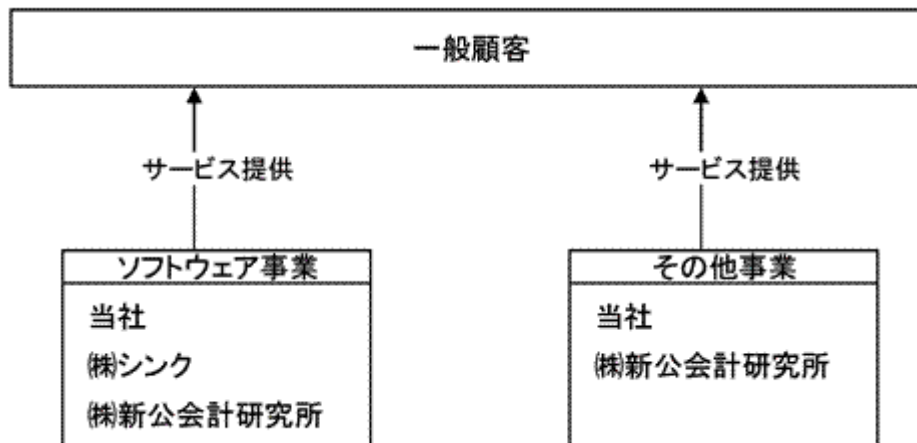 一般顧客
サービス提供
サービス提供
ソフトウェア事業
当社
㈱シンク
㈱新公会計研究所
その他事業
当社
㈱新公会計研究所